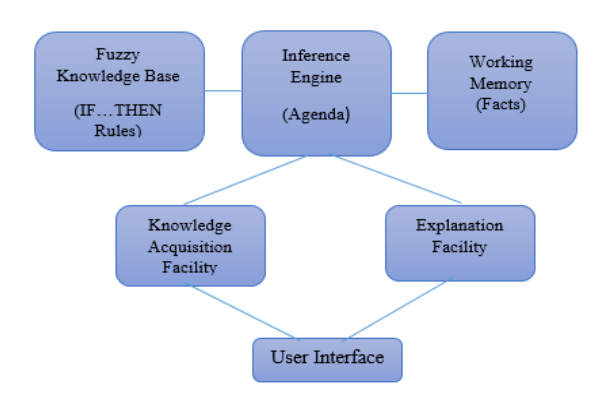 Fuzzy
Knowledge Base
(IF…THEN
Rules)
Inference
Engine
(Agenda)
Working
Memory
(Facts)
Knowledge
Acquisition
Facility
Explanation
Facility
User Interface